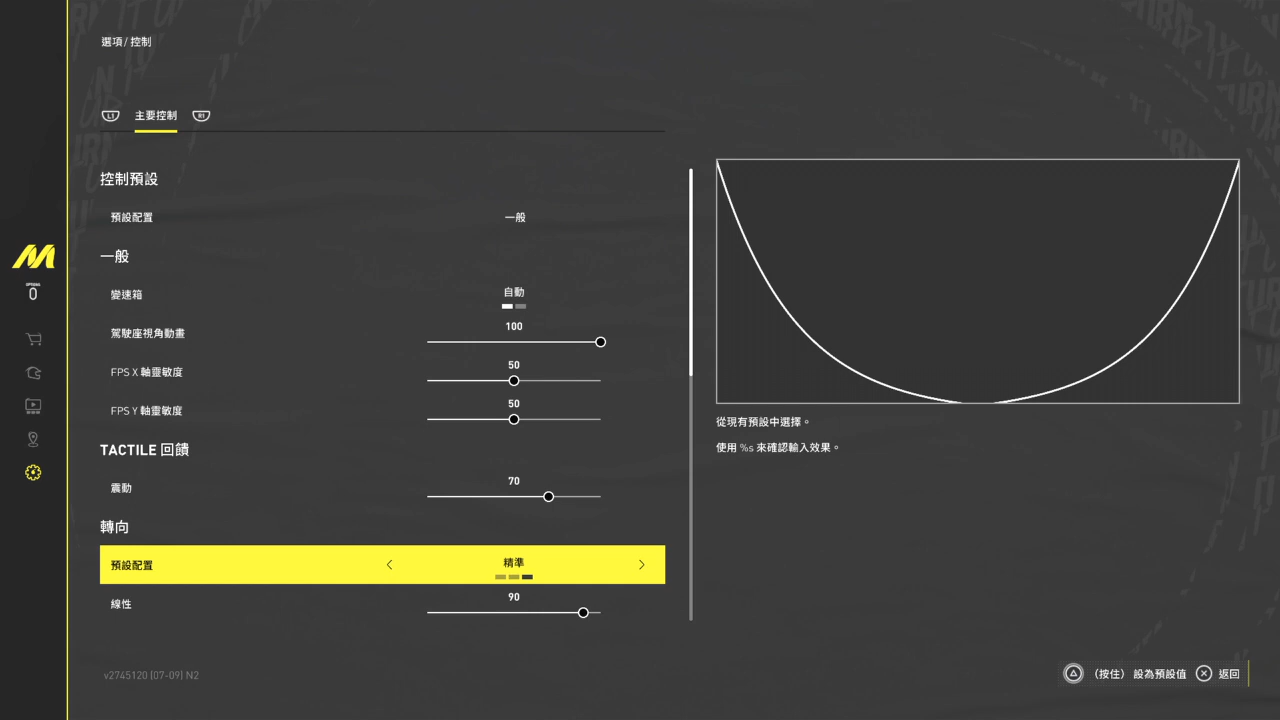 選項/ 控制
L1 主要控制 R1
控制預設
預設配置 一般
一般
變速箱 自動
駕駛座視角動畫 100
FPS X 軸靈敏度 50
FPS Y 軸靈敏度 50
TACTILE 回饋
震動 70
轉向
預設配置 精準
線性 90
從現有預設中選擇。
使用 %s 來確認輸入效果。
0
v2745120 [07-09] N2
（按住） 設為預設值 返回